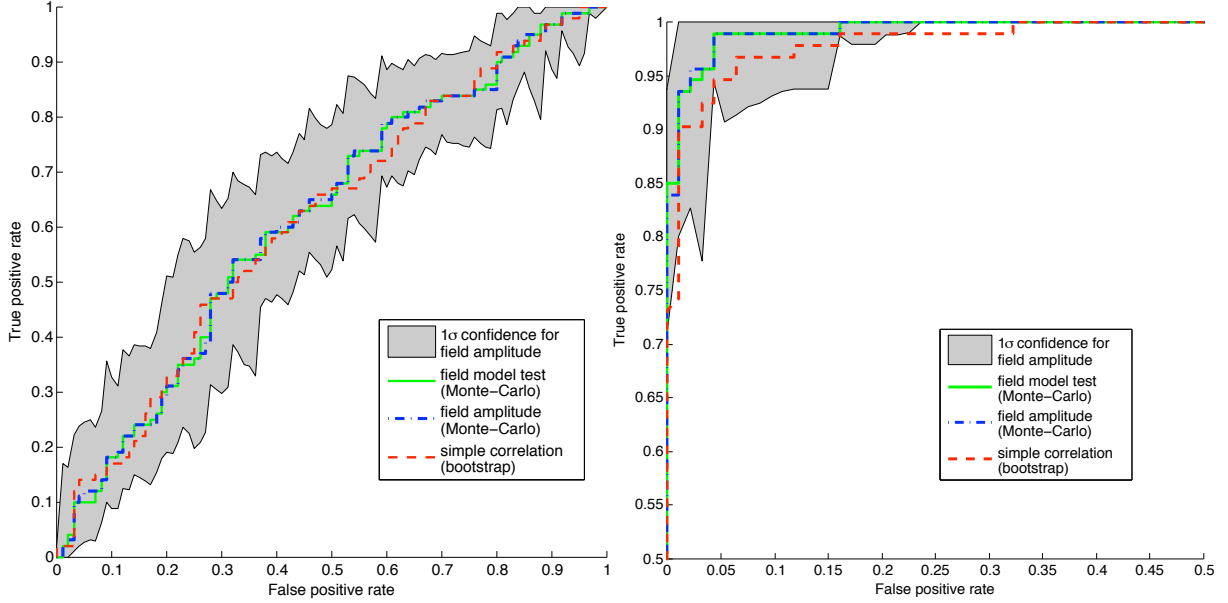 1
0.9
0.8
0.7
0.6
0.5
0.4
0.3
0.2
0.1
0
True positive rate
0
0.1
0.2
0.3
0.4
0.5
0.6
0.7
0.8
0.9
1
False positive rate
1σ confidence for
field amplitude
field model test
(Monte−Carlo)
field amplitude
(Monte−Carlo)
simple correlation
(bootstrap)
1
0.95
0.9
0.85
0.8
0.75
0.7
0.65
0.6
0.55
0.5
True positive rate
0
0.05
0.1
0.15
0.2
0.25
0.3
0.35
0.4
0.45
0.5
False positive rate
1σ confidence for
field amplitude
field model test
(Monte−Carlo)
field amplitude
(Monte−Carlo)
simple correlation
(bootstrap)